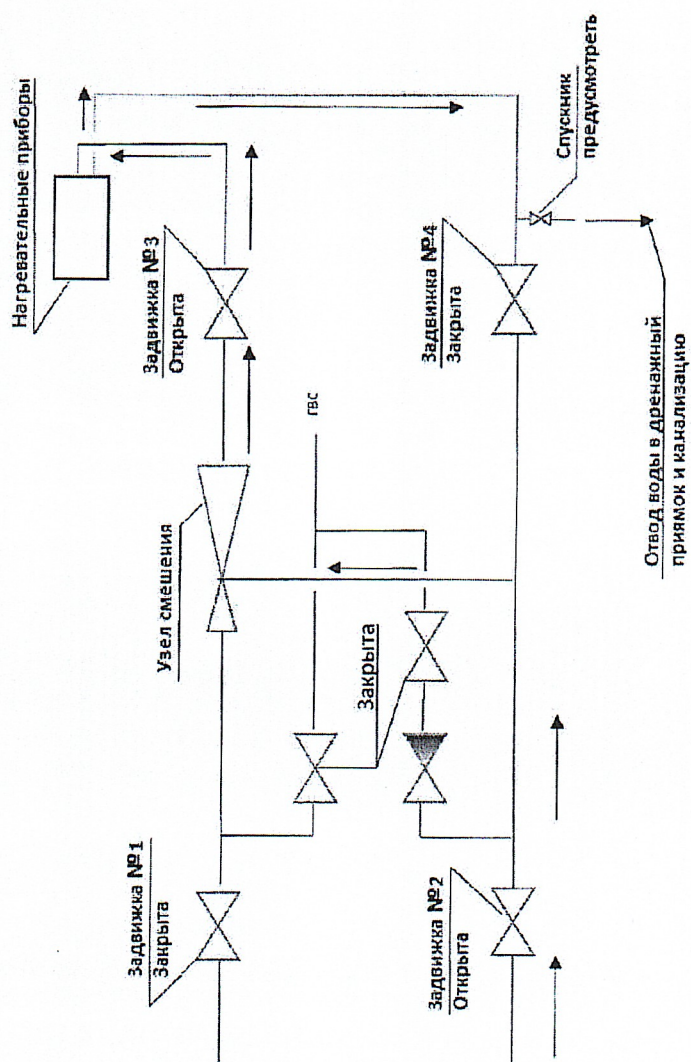 Нагревательные приборы
Задвижка №3
Открыта
Узел смешения
Задвижка №1
Закрыта
гвс
Закрыта
Спускник
предусмотреть
Задвижка №4
Закрыта
Задвижка №2
Открыта
Отвод воды в дренажный
приямок и канализацию